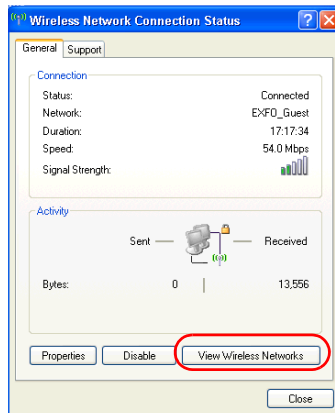 Wireless Network Connection Status
General Support
Connection
Status: Connected
Network: EXFO_Guest
Duration: 17:17:34
Speed: 54.0 Mbps
Signal Strength:
Activity
Sent Received
Bytes: 0 13,556
Properties Disable View Wireless Networks
Close